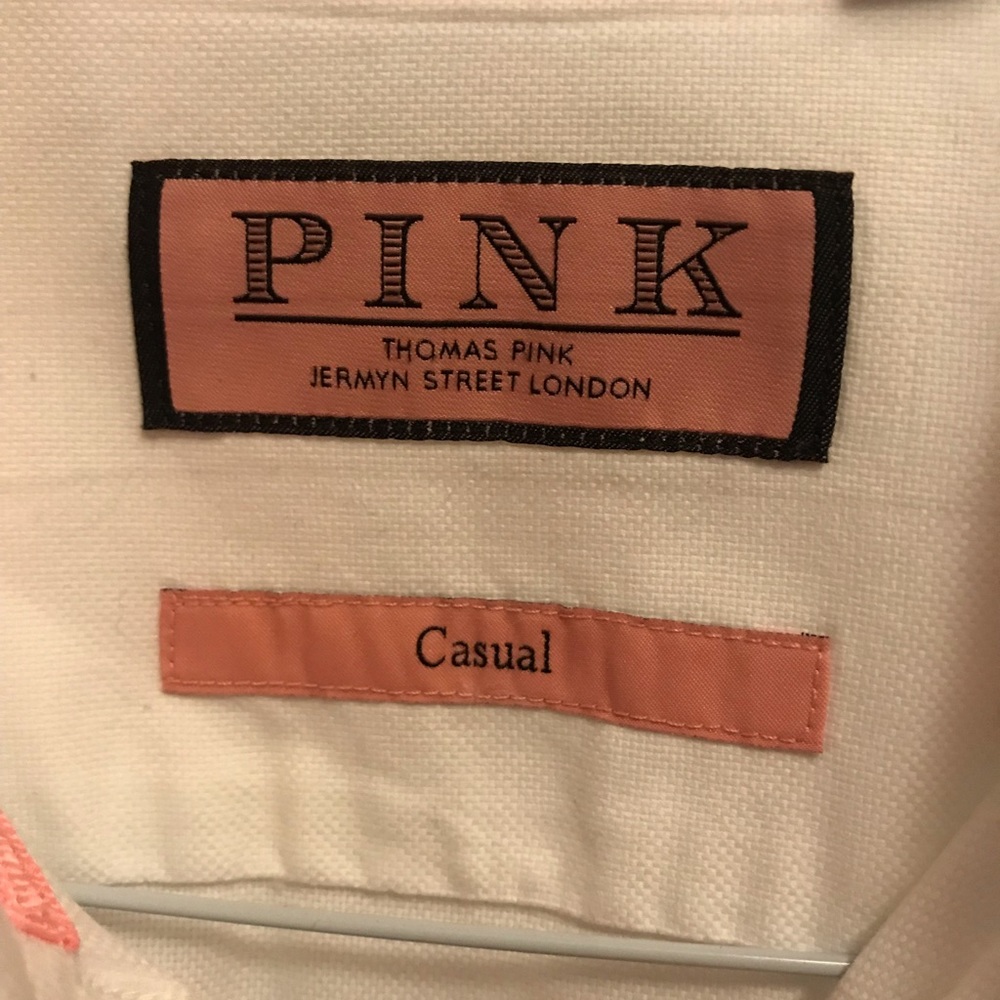 PINK
THOMAS PINK
JERMYN STREET LONDON
Casual